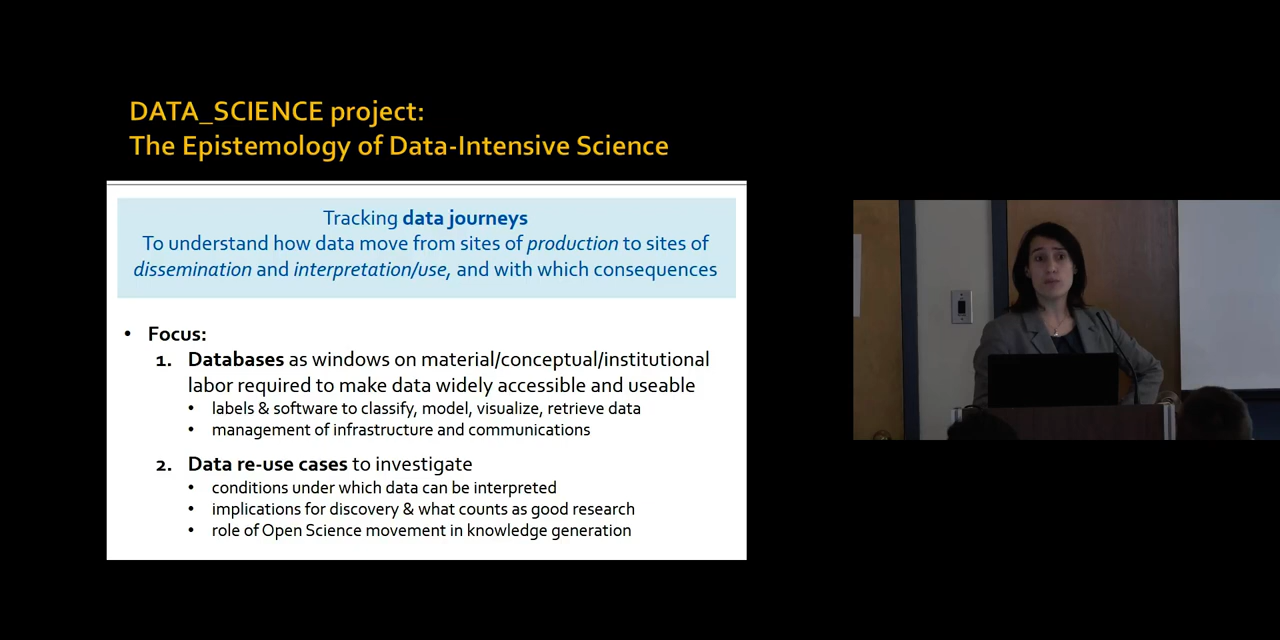 DATA_SCIENCE project:
The Epistemology of Data-Intensive Science
Tracking data journeys
To understand how data move from sites of production to sites of
dissemination and interpretation/use, and with which consequences
• Focus:
1. Databases as windows on material/conceptual/institutional
labor required to make data widely accessible and useable
• labels & software to classify, model, visualize, retrieve data
• management of infrastructure and communications
2. Data re-use cases to investigate
• conditions under which data can be interpreted
• implications for discovery & what counts as good research
• role of Open Science movement in knowledge generation